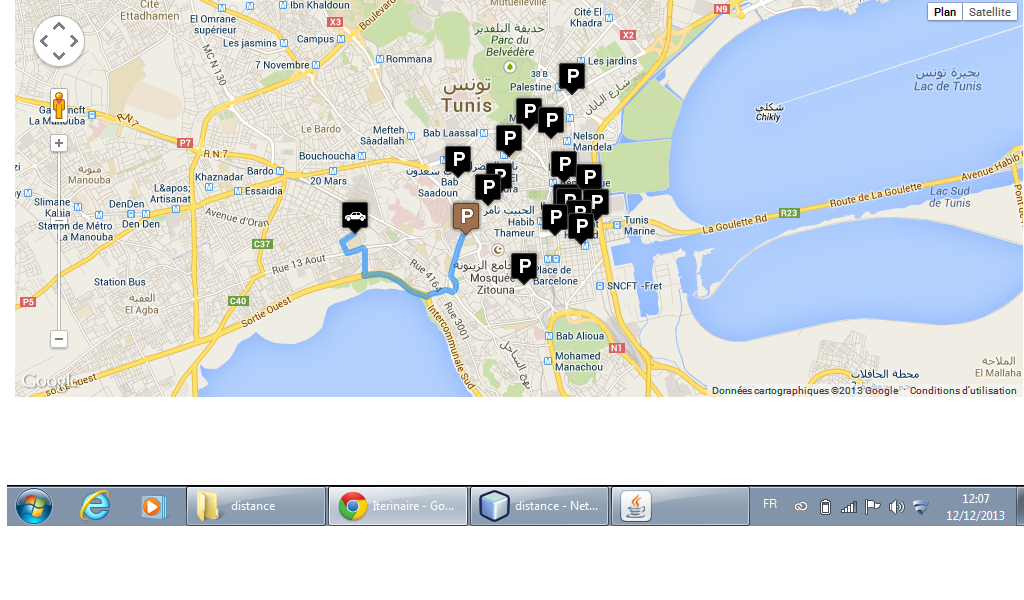 Cite
Ettadhamen
El Omrane
supérieur
Ibn Khaldoun
X3
Boulevard
Mutuelleville
Cité El
Khadra
N9
Plan
Satellite
Les jasmins
Campus
X2
حديقة البلفدير
Parc du
Belvédère
MC N 130
7 Novembre
Rommana
Les jardins
38 B
Palestine
تونس
Tunis
شارع اليابان
بحيرة تونس
Lac de Tunis
شكلي
Chikly
La Manouba
R N 7
Le Bardo
Mefteh
Sâadallah
Bab Laassal
Nelson
Mandela
P7
R N 7
Bouchoucha
منوبة
Manouba
Khaznadar
Bardo
20 Mars
Bab
Saadoun
L&apos;
Artisanat
Essaidia
Slimane
Kahia
DenDen
Den Den
Station de Métro
La Manouba
Avenue d'Oran
الحبيب ثامر
Habib
Thameur
Tunis
Marine
La Goulette Rd
R23
Route de La Goulette
Avenue Habib
Lac Sud
de Tunis
C37
Rue 13 Aout
Rue 4164
جامع الزيتونة
Mosquée
Zitouna
Place de
Barcelone
SNCFT -Fret
Station Bus
العقبة
El Agba
P5
C40
Sortie Ouest
Rue 3001
Intercommunale Sud
نهج الساحل
Bab Alioua
N1
Mohamed
Manachou
الملاحة
El Mallaha
محطة الحافلات
Google
Sortie Ouest
Données cartographiques ©2013 Google
Conditions d'utilisation
distance
Iterinaire - Go...
distance - Net...
FR
12:07
12/12/2013